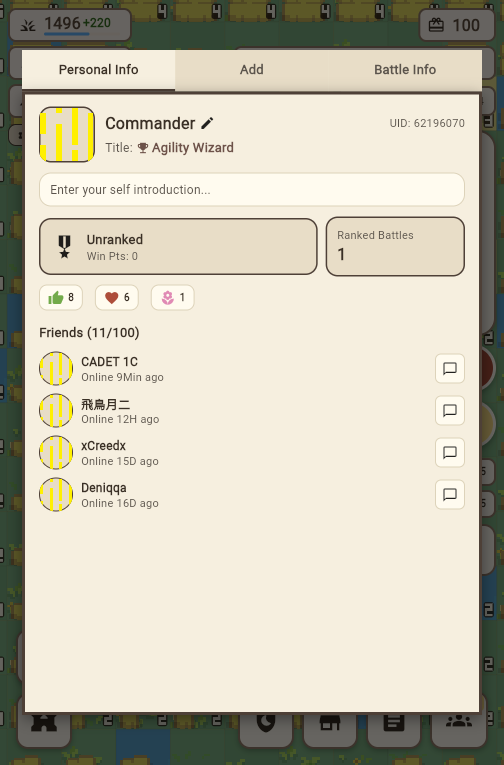 1496 +220
100
Personal Info
Add
Battle Info
Commander
UID: 62196070
Title: Agility Wizard
Enter your self introduction...
Unranked
Win Pts: 0
Ranked Battles
1
8
6
1
Friends (11/100)
CADET 1C
Online 9Min ago
飛鳥月二
Online 12H ago
xCreedx
Online 15D ago
Deniqqa
Online 16D ago